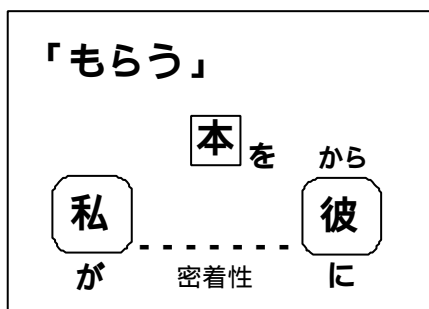 「もらう」
本を から
私 彼
が 密着性 に